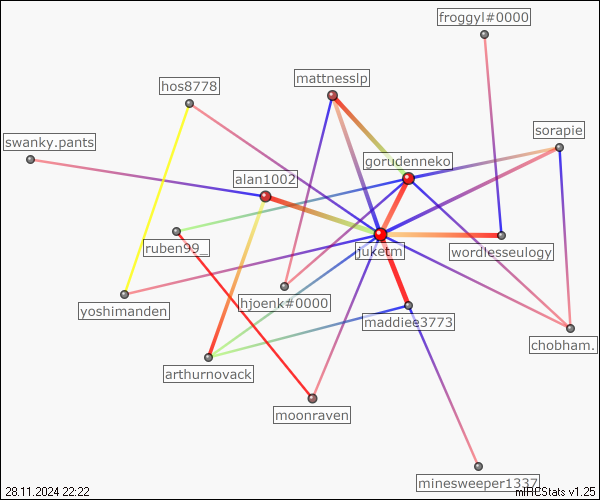 froggyl#0000
mattnesslp
hos8778
sorapie
swanky.pants
gorudenneko
alan1002
ruben99_
juketm
wordlesseulogy
hjoenk#0000
yoshimanden
maddiee3773
chobham.
arthurnovack
moonraven
minesweeper1337
28.11.2024 22:22
mIRCStats v1.25